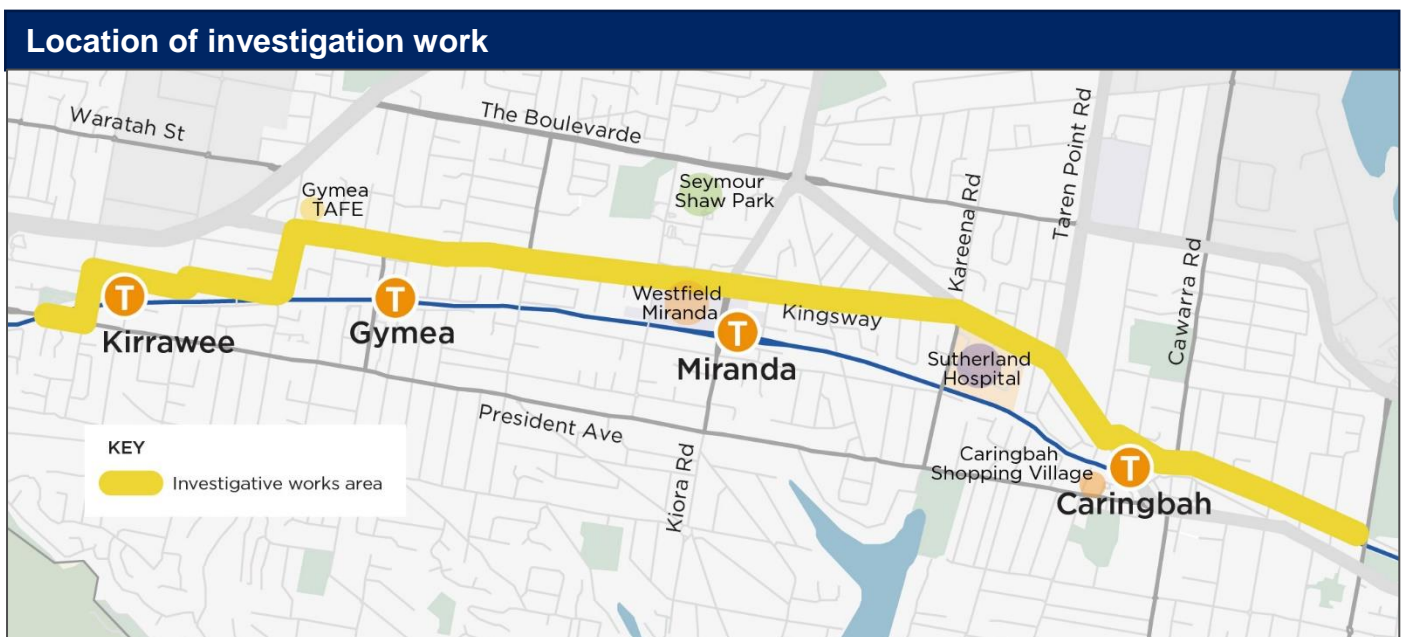 Location of investigation work
Waratah St
The Boulevarde
Taren Point Rd
Gymea
TAFE
Seymour
Shaw Park
Kareena Rd
Cawarra Rd
T
Kirrawee
T
Gymea
Westfield
Miranda
T
Miranda
Kingsway
Sutherland
Hospital
President Ave
Kiora Rd
Caringbah
Shopping Village
T
Caringbah
KEY
Investigative works area